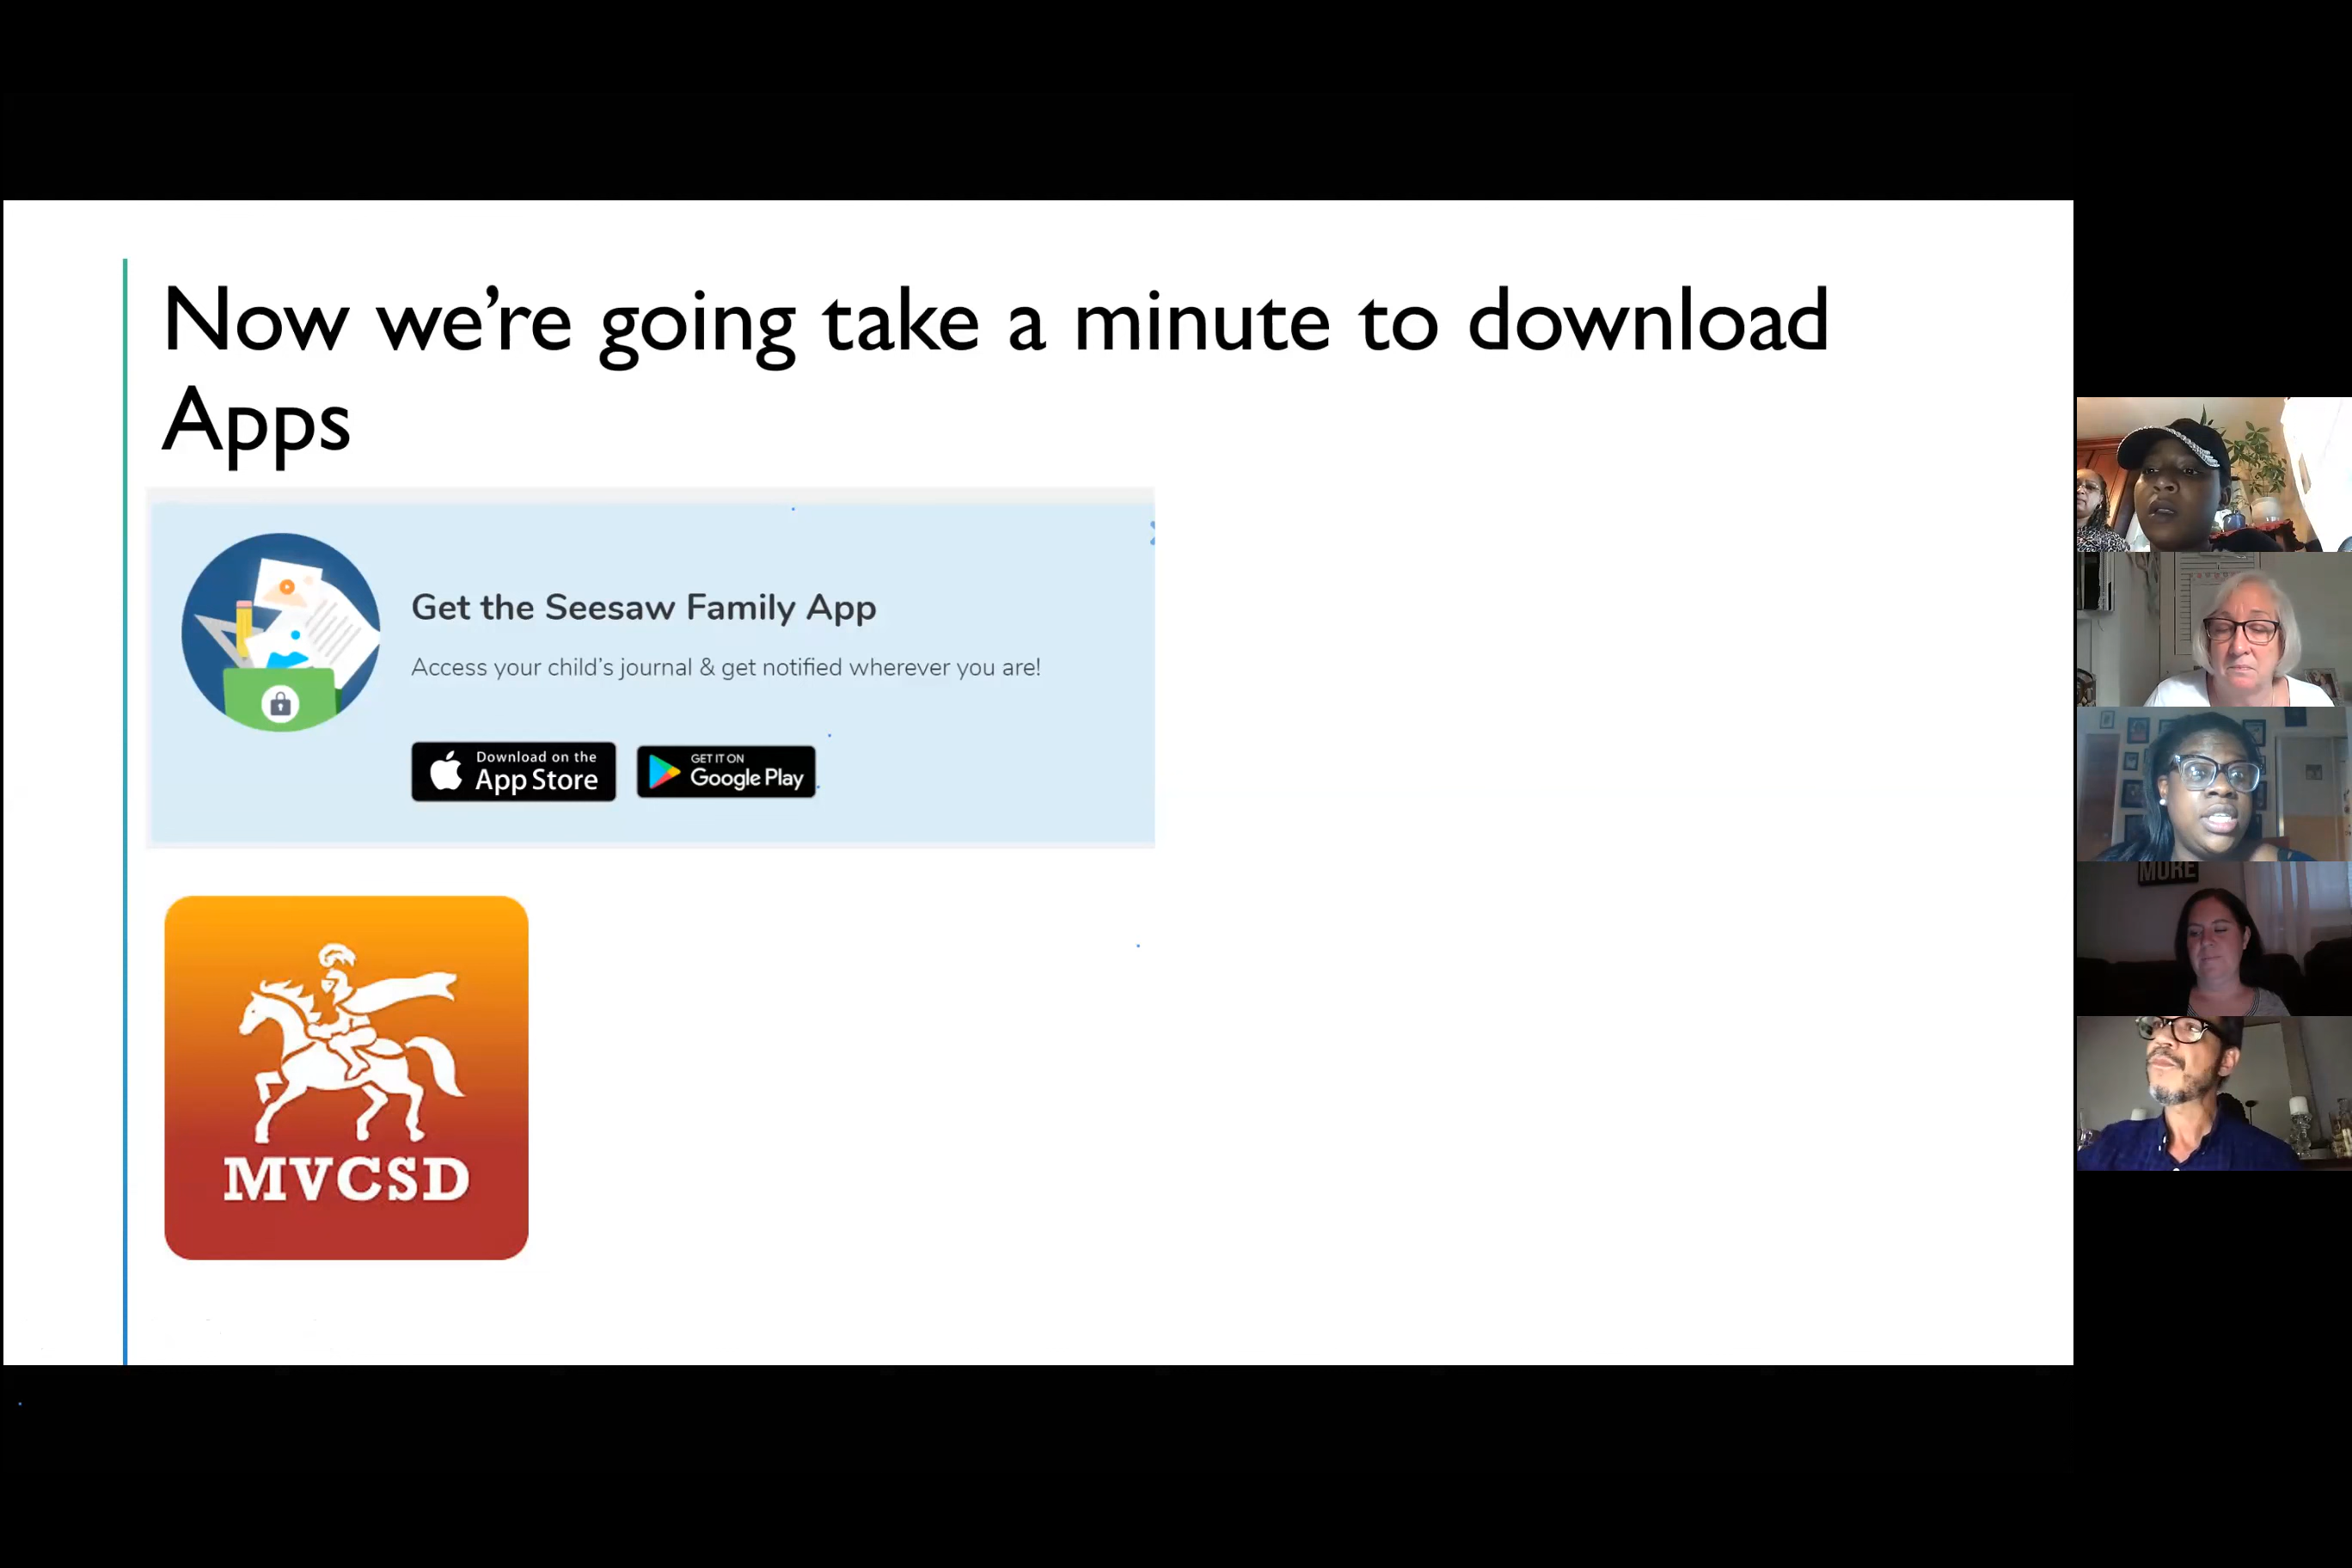 Now we’re going take a minute to download
Apps
Get the Seesaw Family App
Access your child’s journal & get notified wherever you are!
Download on the
App Store
GET IT ON
Google Play
MVCSD
MORE